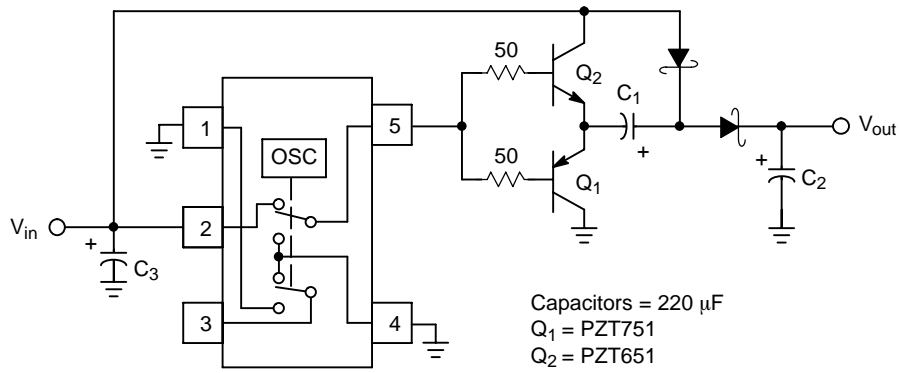 50
Q2
C1
1
5
+
Vout
OSC
50
+
C2
Q1
Vin
2
+
C3
3
4
Capacitors = 220 μF
Q1 = PZT751
Q2 = PZT651